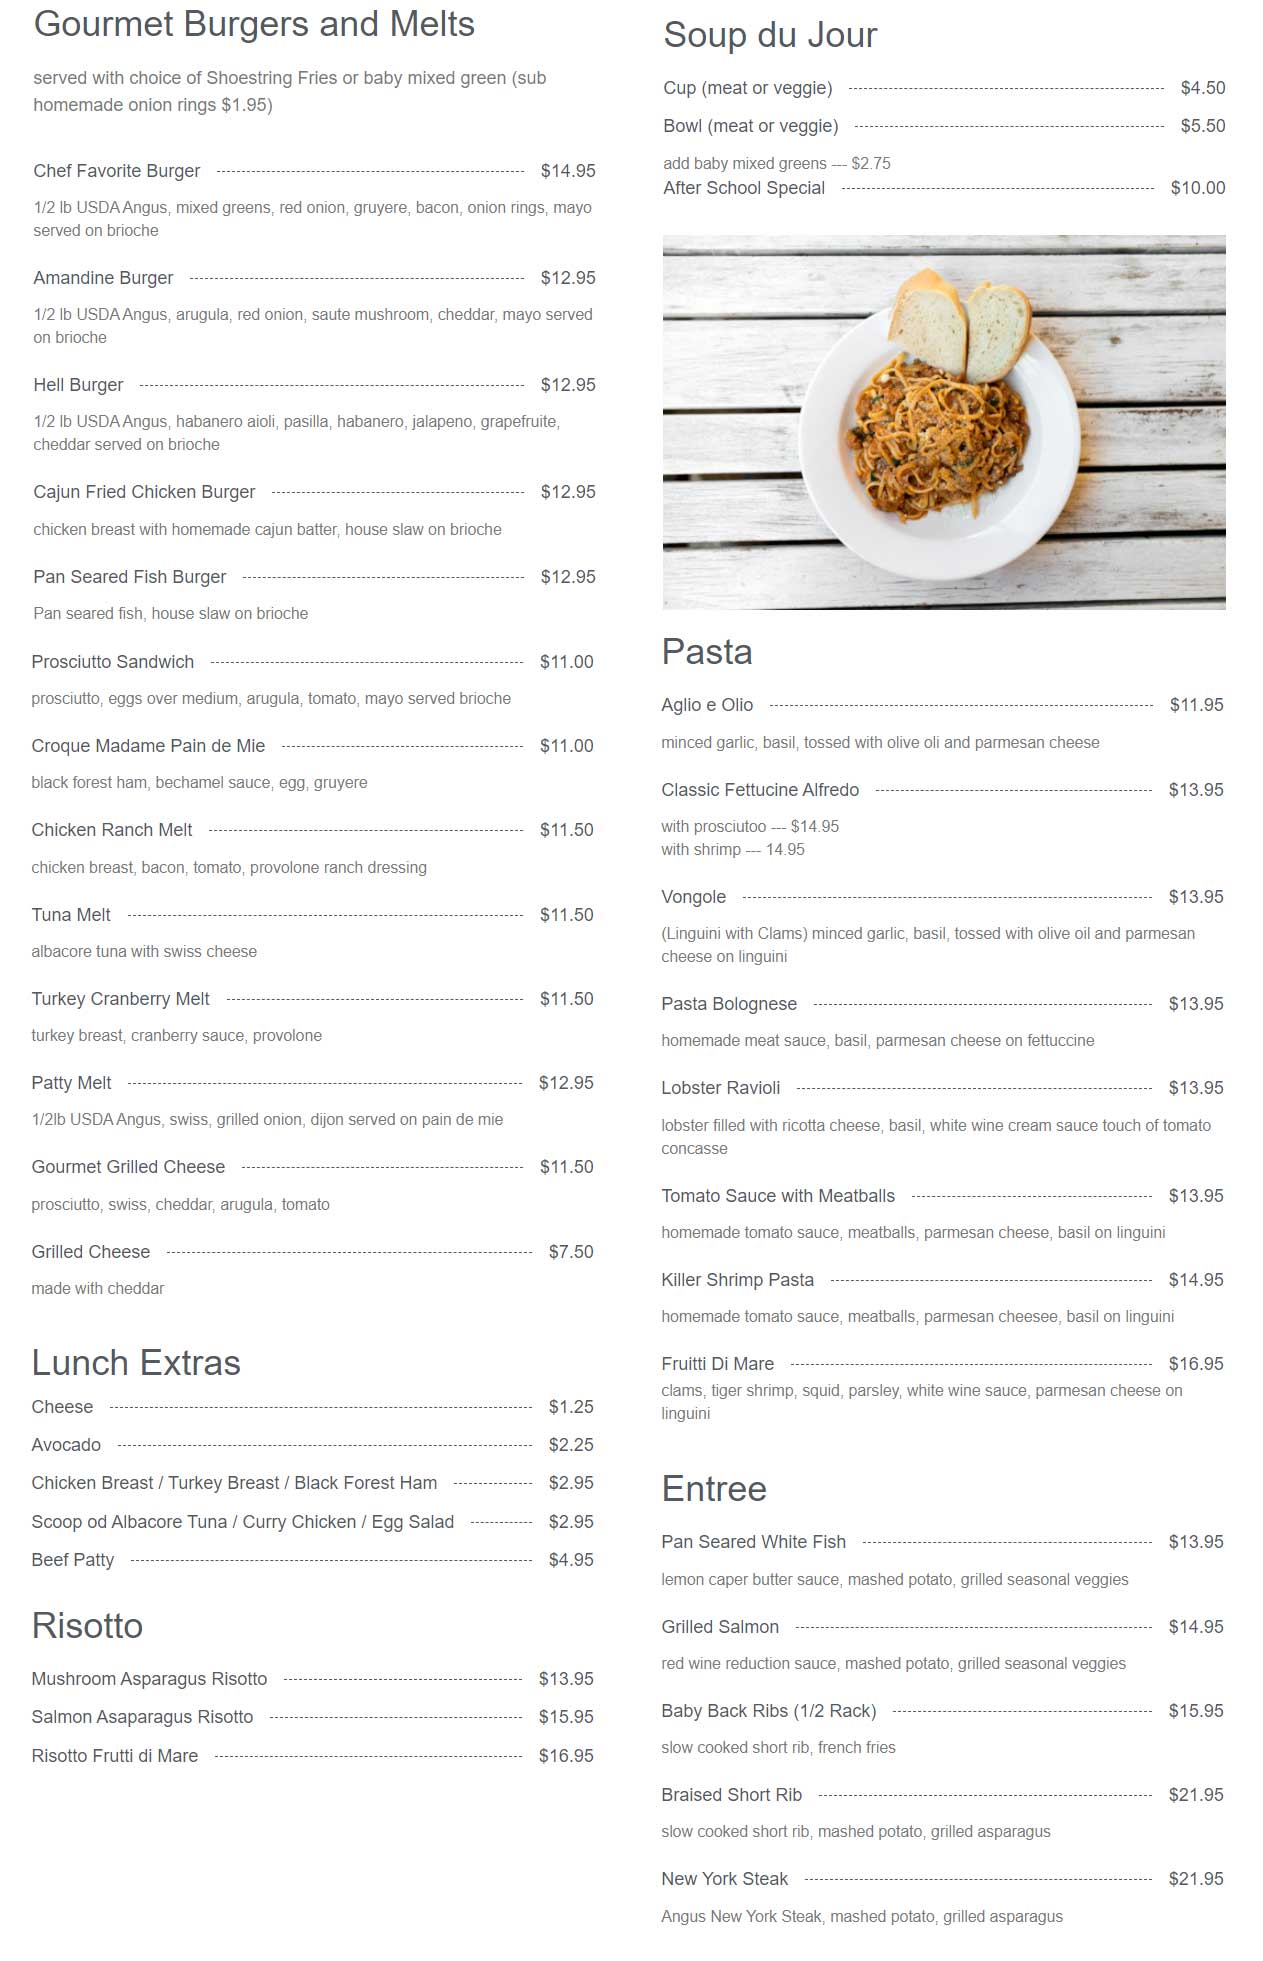 Gourmet Burgers and Melts
served with choice of Shoestring Fries or baby mixed green (sub
homemade onion rings $1.95)
Chef Favorite Burger $14.95
1/2 lb USDA Angus, mixed greens, red onion, gruyere, bacon, onion rings, mayo
served on brioche
Amandine Burger $12.95
1/2 lb USDA Angus, arugula, red onion, saute mushroom, cheddar, mayo served
on brioche
Hell Burger $12.95
1/2 lb USDA Angus, habanero aioli, pasilla, habanero, jalapeno, grapefruite,
cheddar served on brioche
Cajun Fried Chicken Burger $12.95
chicken breast with homemade cajun batter, house slaw on brioche
Pan Seared Fish Burger $12.95
Pan seared fish, house slaw on brioche
Prosciutto Sandwich $11.00
prosciutto, eggs over medium, arugula, tomato, mayo served brioche
Croque Madame Pain de Mie $11.00
black forest ham, bechamel sauce, egg, gruyere
Chicken Ranch Melt $11.50
chicken breast, bacon, tomato, provolone ranch dressing
Tuna Melt $11.50
albacore tuna with swiss cheese
Turkey Cranberry Melt $11.50
turkey breast, cranberry sauce, provolone
Patty Melt $12.95
1/2lb USDA Angus, swiss, grilled onion, dijon served on pain de mie
Gourmet Grilled Cheese $11.50
prosciutto, swiss, cheddar, arugula, tomato
Grilled Cheese $7.50
made with cheddar
Lunch Extras
Cheese $1.25
Avocado $2.25
Chicken Breast / Turkey Breast / Black Forest Ham $2.95
Scoop od Albacore Tuna / Curry Chicken / Egg Salad $2.95
Beef Patty $4.95
Risotto
Mushroom Asparagus Risotto $13.95
Salmon Asaparagus Risotto $15.95
Risotto Frutti di Mare $16.95
Soup du Jour
Cup (meat or veggie) $4.50
Bowl (meat or veggie) $5.50
add baby mixed greens --- $2.75
After School Special $10.00
Pasta
Aglio e Olio $11.95
minced garlic, basil, tossed with olive oli and parmesan cheese
Classic Fettucine Alfredo $13.95
with prosciutoo --- $14.95
with shrimp --- 14.95
Vongole $13.95
(Linguini with Clams) minced garlic, basil, tossed with olive oil and parmesan
cheese on linguini
Pasta Bolognese $13.95
homemade meat sauce, basil, parmesan cheese on fettuccine
Lobster Ravioli $13.95
lobster filled with ricotta cheese, basil, white wine cream sauce touch of tomato
concasse
Tomato Sauce with Meatballs $13.95
homemade tomato sauce, meatballs, parmesan cheese, basil on linguini
Killer Shrimp Pasta $14.95
homemade tomato sauce, meatballs, parmesan cheesee, basil on linguini
Fruitti Di Mare $16.95
clams, tiger shrimp, squid, parsley, white wine sauce, parmesan cheese on
linguini
Entree
Pan Seared White Fish $13.95
lemon caper butter sauce, mashed potato, grilled seasonal veggies
Grilled Salmon $14.95
red wine reduction sauce, mashed potato, grilled seasonal veggies
Baby Back Ribs (1/2 Rack) $15.95
slow cooked short rib, french fries
Braised Short Rib $21.95
slow cooked short rib, mashed potato, grilled asparagus
New York Steak $21.95
Angus New York Steak, mashed potato, grilled asparagus